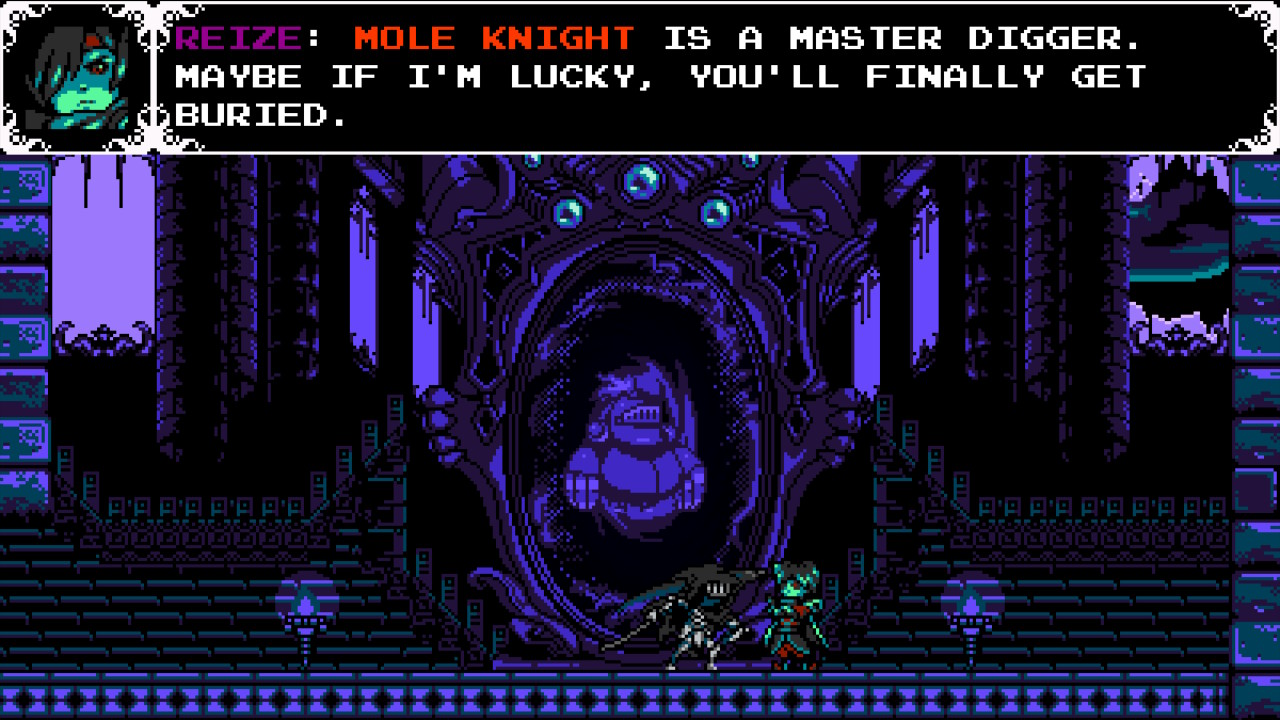 REIZE: MOLE KNIGHT IS A MASTER DIGGER.
MAYBE IF I'M LUCKY, YOU'LL FINALLY GET
BURIED.